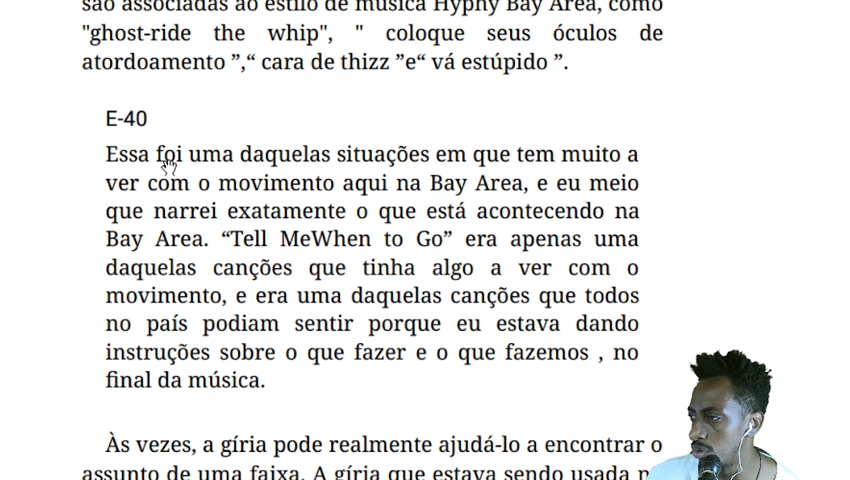 são associadas ao estilo de música Hyphy Bay Area, como
"ghost-ride the whip", " coloque seus óculos de
atordoamento ”,“ cara de thizz ”e“ vá estúpido ”.
E-40
Essa foi uma daquelas situações em que tem muito a
ver com o movimento aqui na Bay Area, e eu meio
que narrei exatamente o que está acontecendo na
Bay Area. “Tell MeWhen to Go” era apenas uma
daquelas canções que tinha algo a ver com o
movimento, e era uma daquelas canções que todos
no país podiam sentir porque eu estava dando
instruções sobre o que fazer e o que fazemos , no
final da música.
Às vezes, a gíria pode realmente ajudá-lo a encontrar o
assunto de uma faixa. A gíria que estava sendo usada